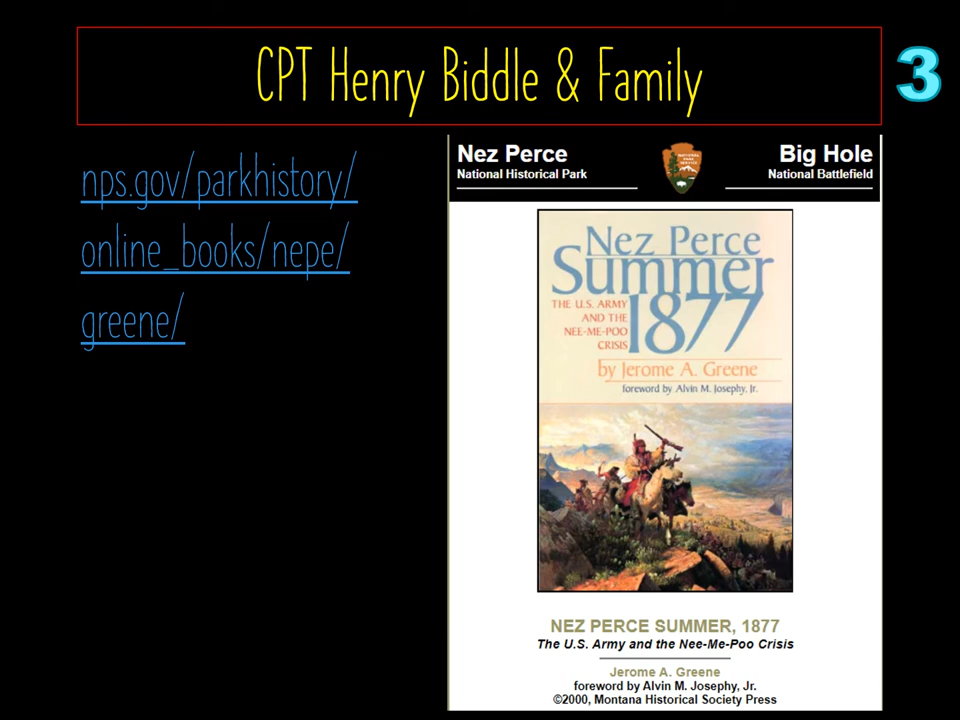 CPT Henry Biddle & Family
3
nps.gov/parkhistory/
online_books/nepe/
greene/
Nez Perce
National Historical Park
Big Hole
National Battlefield
Nez Perce
Summer
1877
THE U.S. ARMY
AND THE
NEE-ME-POO
CRISIS
by Jerome A. Greene
foreword by Alvin M. Josephy, Jr.
NEZ PERCE SUMMER, 1877
The U.S. Army and the Nee-Me-Poo Crisis
Jerome A. Greene
foreword by Alvin M. Josephy, Jr.
©2000, Montana Historical Society Press